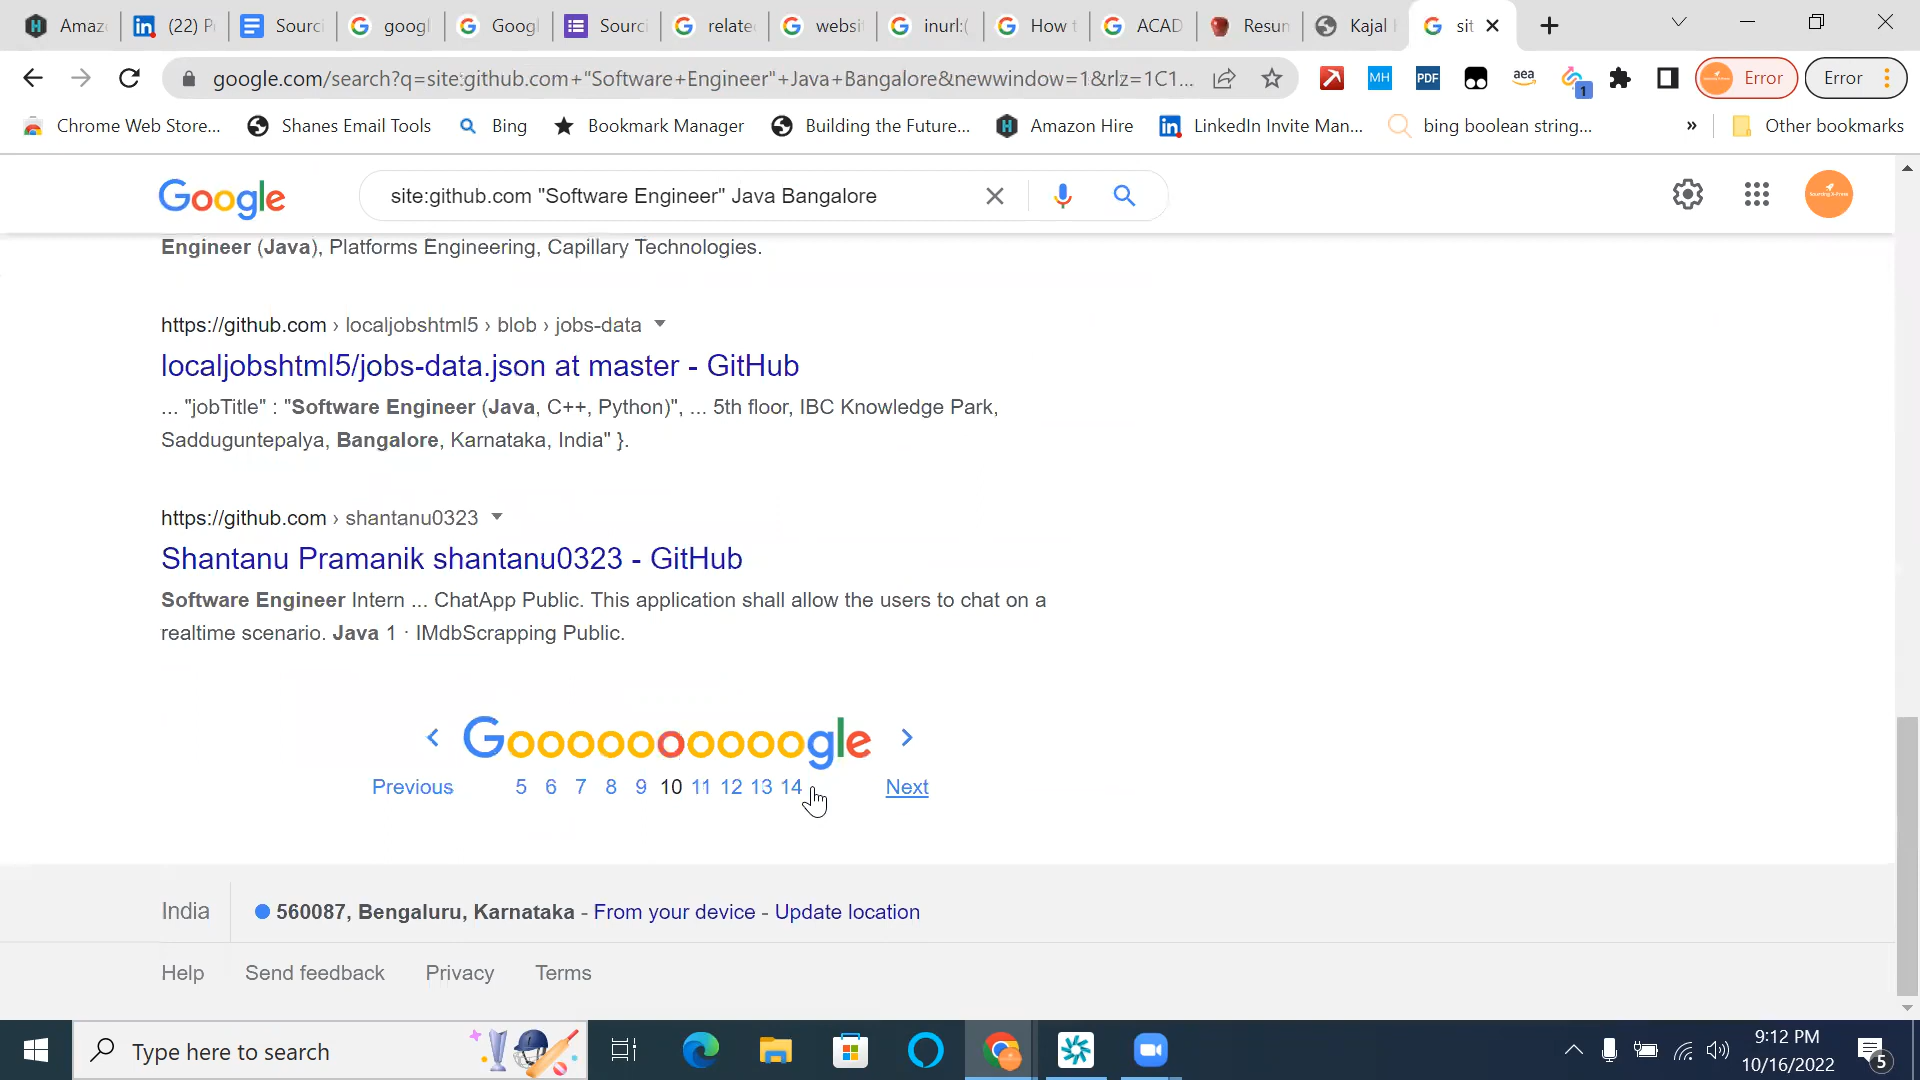 Amaz
(22) P
Sourci
googl
Googl
Sourci
relate
websi
inurl:(
How t
ACAD
Resun
Kajal
sit
google.com/search?q=site:github.com+"Software+Engineer"+Java+Bangalore&newwindow=1&rlz=1C1...
MH
PDF
aea
1
Error
Error
Chrome Web Store...
Shanes Email Tools
Bing
Bookmark Manager
Building the Future...
Amazon Hire
LinkedIn Invite Man...
bing boolean string...
»
Other bookmarks
Google
site:github.com "Software Engineer" Java Bangalore
Engineer (Java), Platforms Engineering, Capillary Technologies.
https://github.com › localjobshtml5 › blob › jobs-data
localjobshtml5/jobs-data.json at master - GitHub
... "jobTitle" : "Software Engineer (Java, C++, Python)", ... 5th floor, IBC Knowledge Park,
Sadduguntepalya, Bangalore, Karnataka, India" }.
https://github.com › shantanu0323
Shantanu Pramanik shantanu0323 - GitHub
Software Engineer Intern ... ChatApp Public. This application shall allow the users to chat on a
realtime scenario. Java 1 · IMdbScrapping Public.
Goooooooooogle
Previous 5 6 7 8 9 10 11 12 13 14 Next
India
560087, Bengaluru, Karnataka - From your device - Update location
Help Send feedback Privacy Terms
Type here to search
9:12 PM
10/16/2022
5